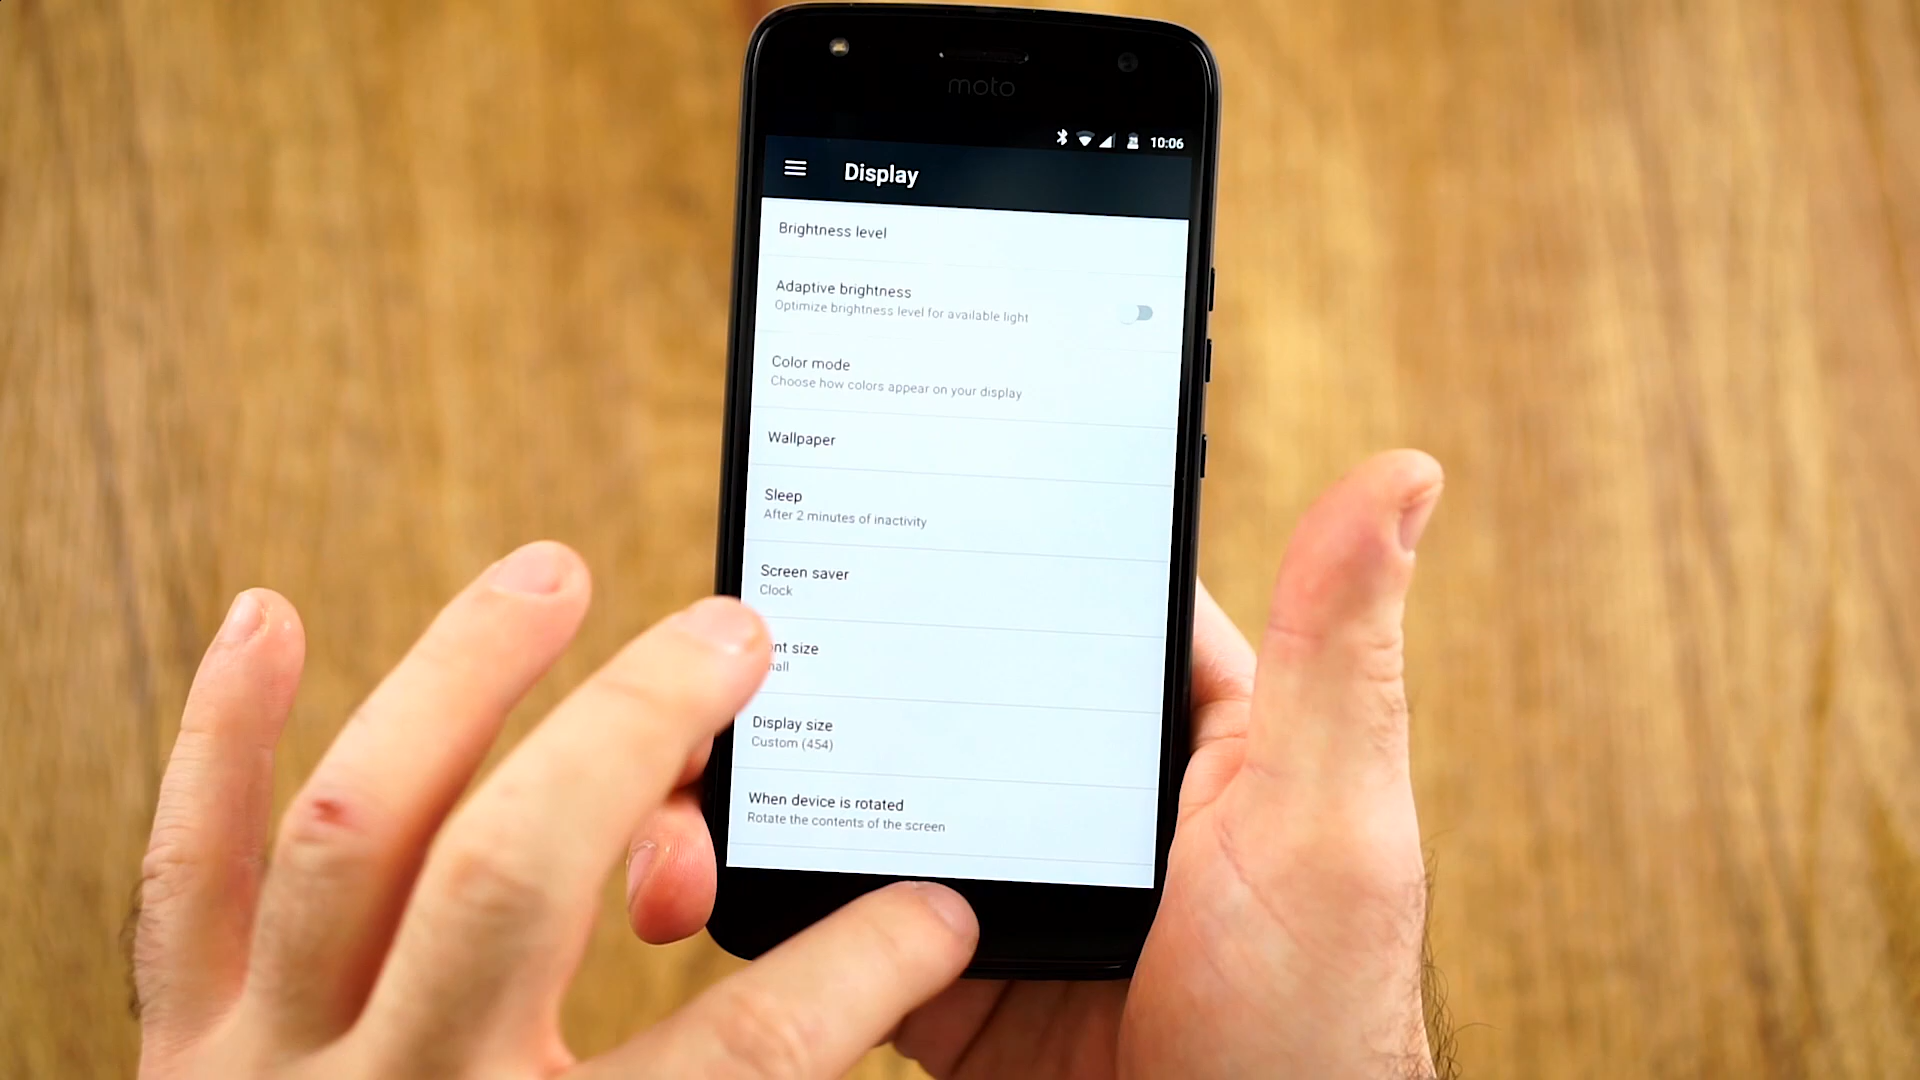 moto
10:06
Display
Brightness level
Adaptive brightness
Optimize brightness level for available light
Color mode
Choose how colors appear on your display
Wallpaper
Sleep
After 2 minutes of inactivity
Screen saver
Clock
size
Display size
Custom (454)
When device is rotated
Rotate the contents of the screen